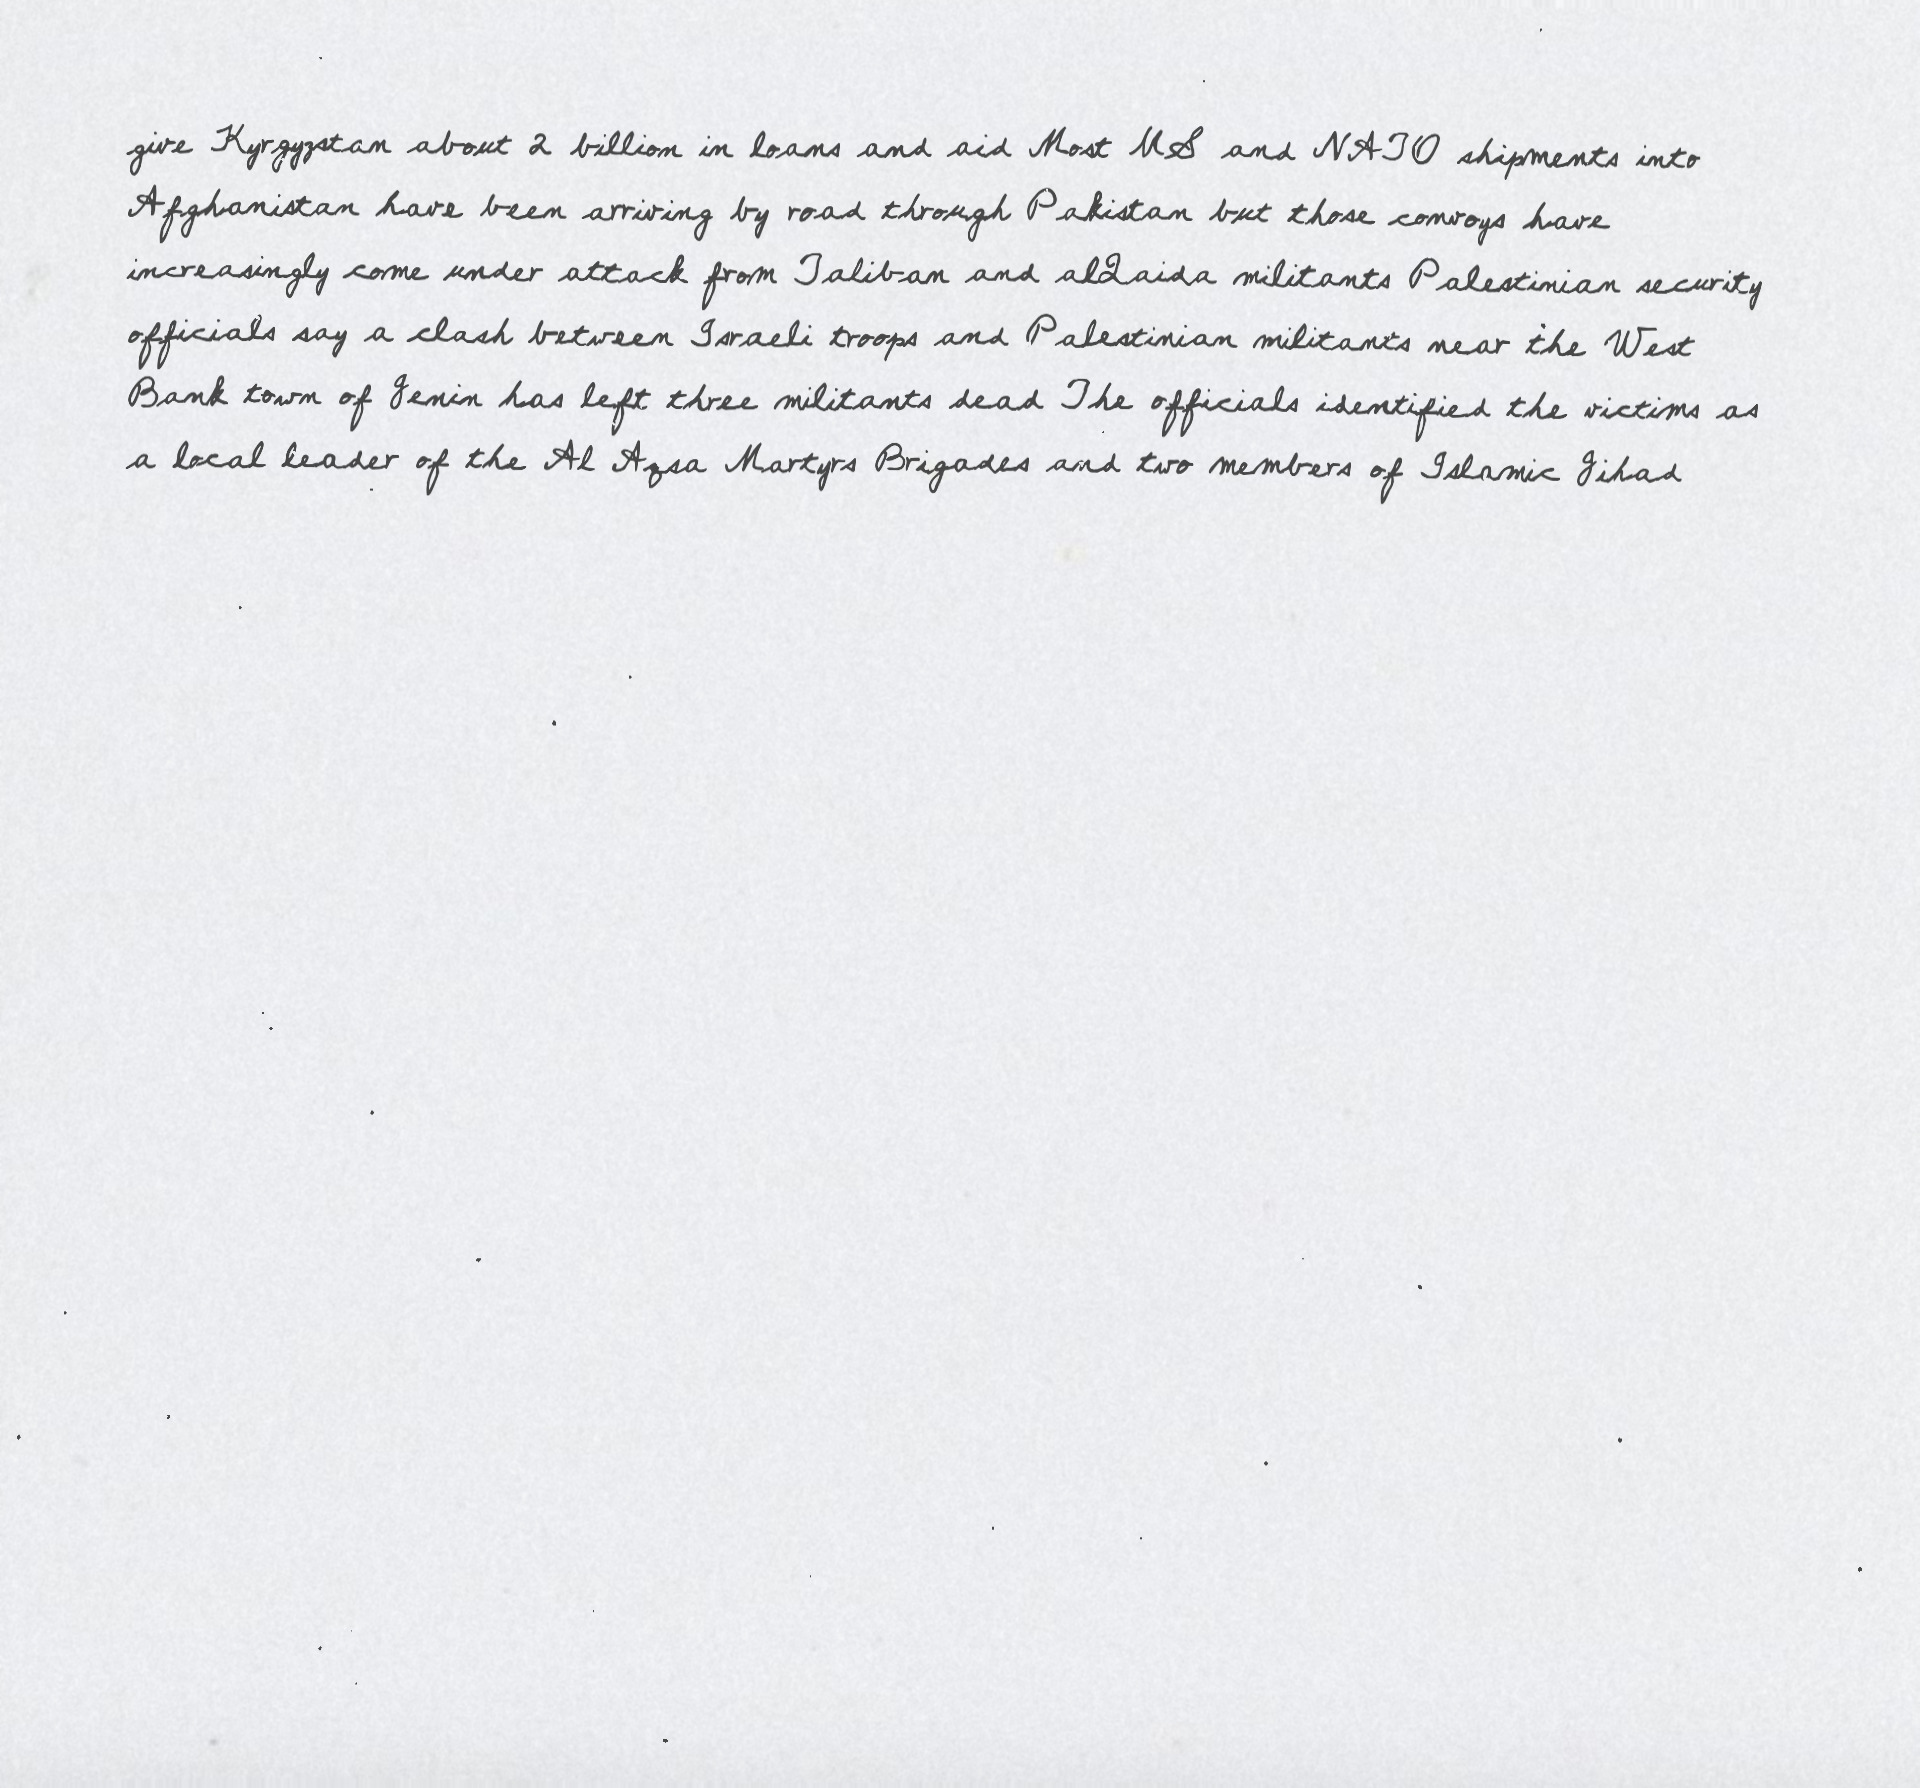 give Kyrgyzstan about 2 billion in loans and aid Most US and NATO shipments into
Afghanistan have been arriving by road through Pakistan but those convoys have
increasingly come under attack from Taliban and alQaida militants Palestinian security
officials say a clash between Israeli troops and Palestinian militants near the West
Bank town of Jenin has left three militants dead The officials identified the victims as
a local leader of the Al Aqsa Martyrs Brigades and two members of Islamic Jihad